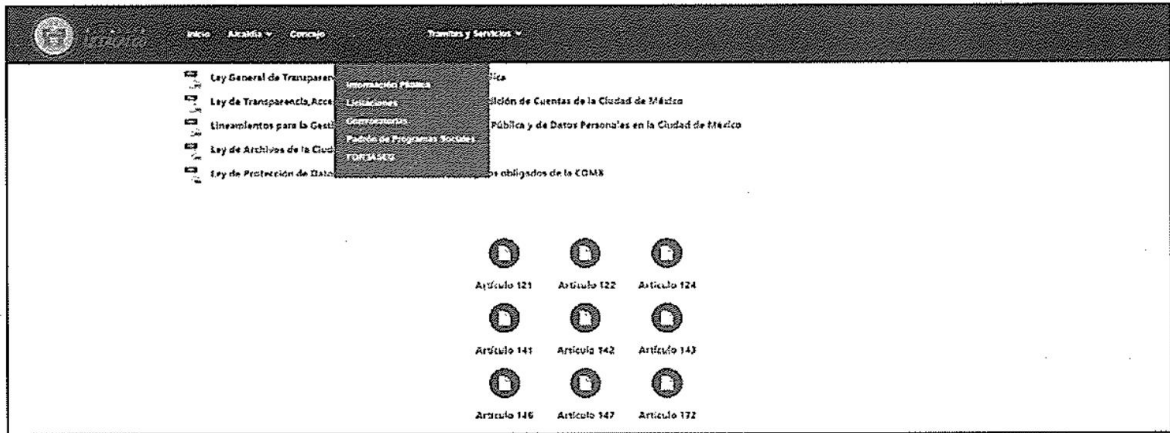 Inicio Alcaldía Concejo Tramites y Servicios
Ley General de Transparen lica
Información Pública
Ley de Transparencia,Acce dición de Cuentas de la Ciudad de México
Licitaciones
Lineamientos para la Gesti Pública y de Datos Personales en la Ciudad de México
Convocatorias
Padrón de Programas Sociales
Ley de Archivos de la Ciud
FORTASEG
Ley de Protección de Dato os obligados de la CDMX
Artículo 121 Artículo 122 Artículo 124
Artículo 141 Artículo 142 Artículo 143
Artículo 146 Artículo 147 Artículo 172